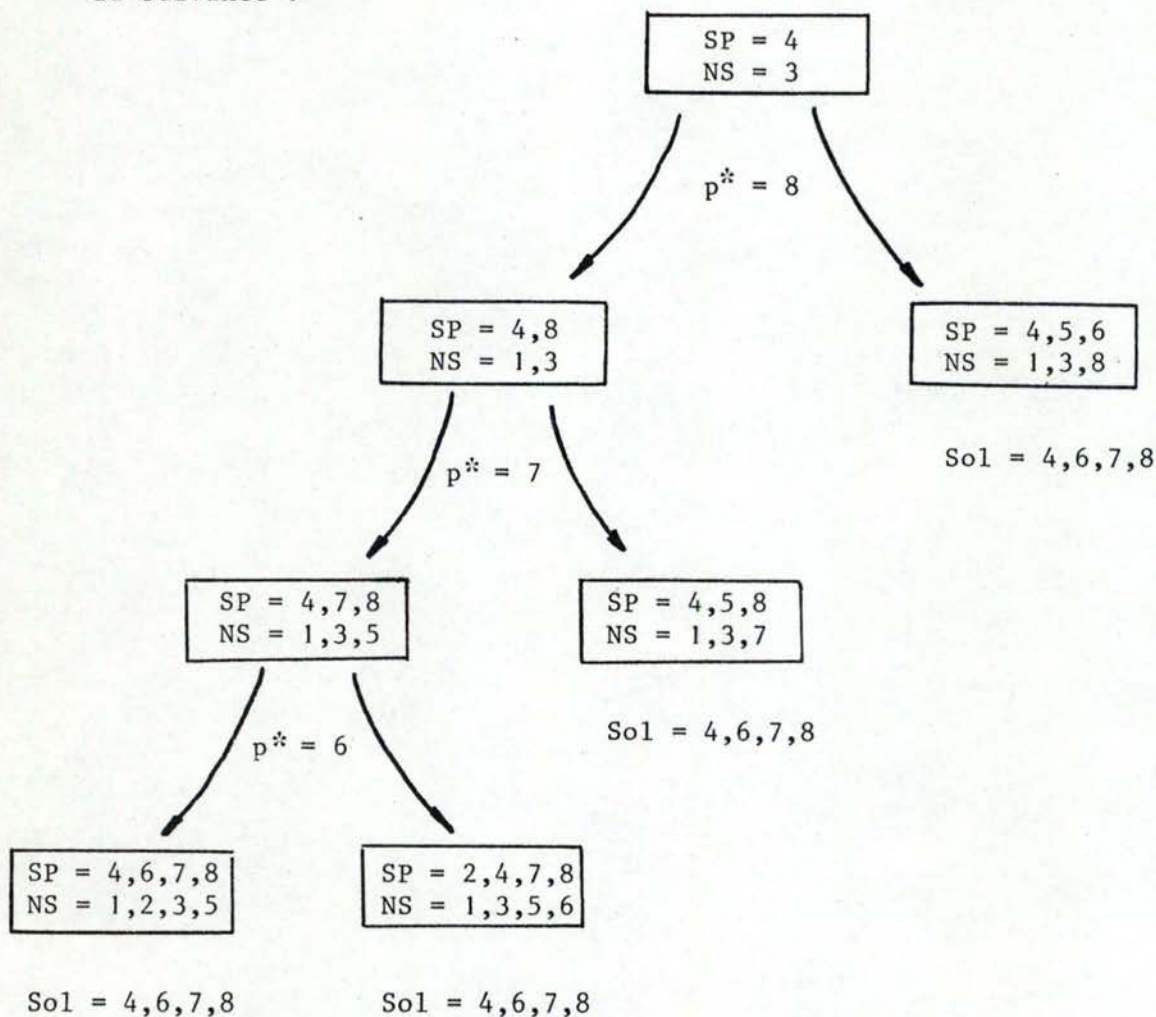 SP = 4
NS = 3
p* = 8
SP = 4,8
NS = 1,3
SP = 4,5,6
NS = 1,3,8
Sol = 4,6,7,8
p* = 7
SP = 4,7,8
NS = 1,3,5
SP = 4,5,8
NS = 1,3,7
Sol = 4,6,7,8
p* = 6
SP = 4,6,7,8
NS = 1,2,3,5
SP = 2,4,7,8
NS = 1,3,5,6
Sol = 4,6,7,8
Sol = 4,6,7,8